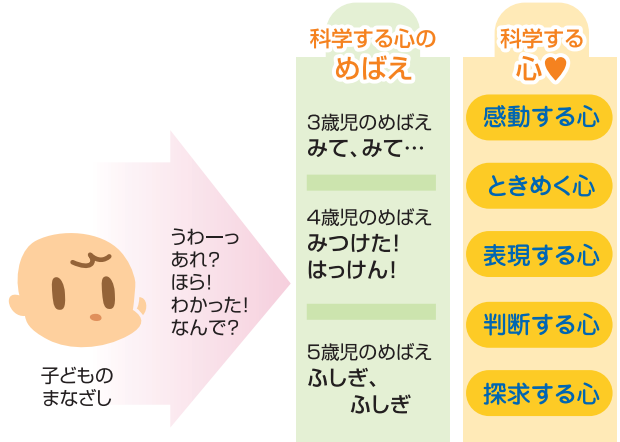 子どもの
まなざし
うわーっ
あれ？
ほら！
わかった！
なんで？
科学する心の
めばえ
3歳児のめばえ
みて、みて…
4歳児のめばえ
みつけた！
はっけん！
5歳児のめばえ
ふしぎ、
ふしぎ
科学する
心♥
感動する心
ときめく心
表現する心
判断する心
探求する心